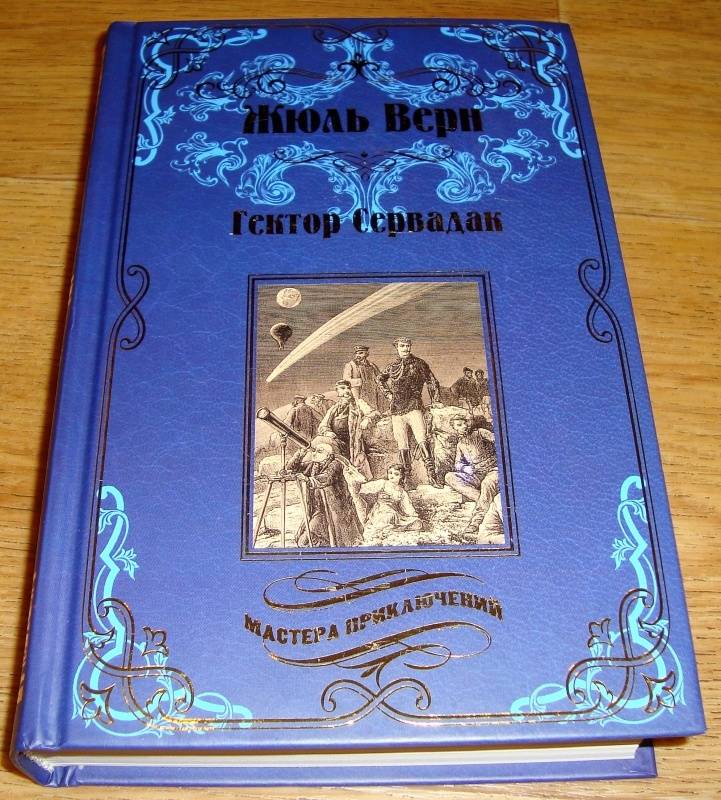 Жюль Верн
Гектор Сервадак
МАСТЕРА ПРИКЛЮЧЕНИЙ